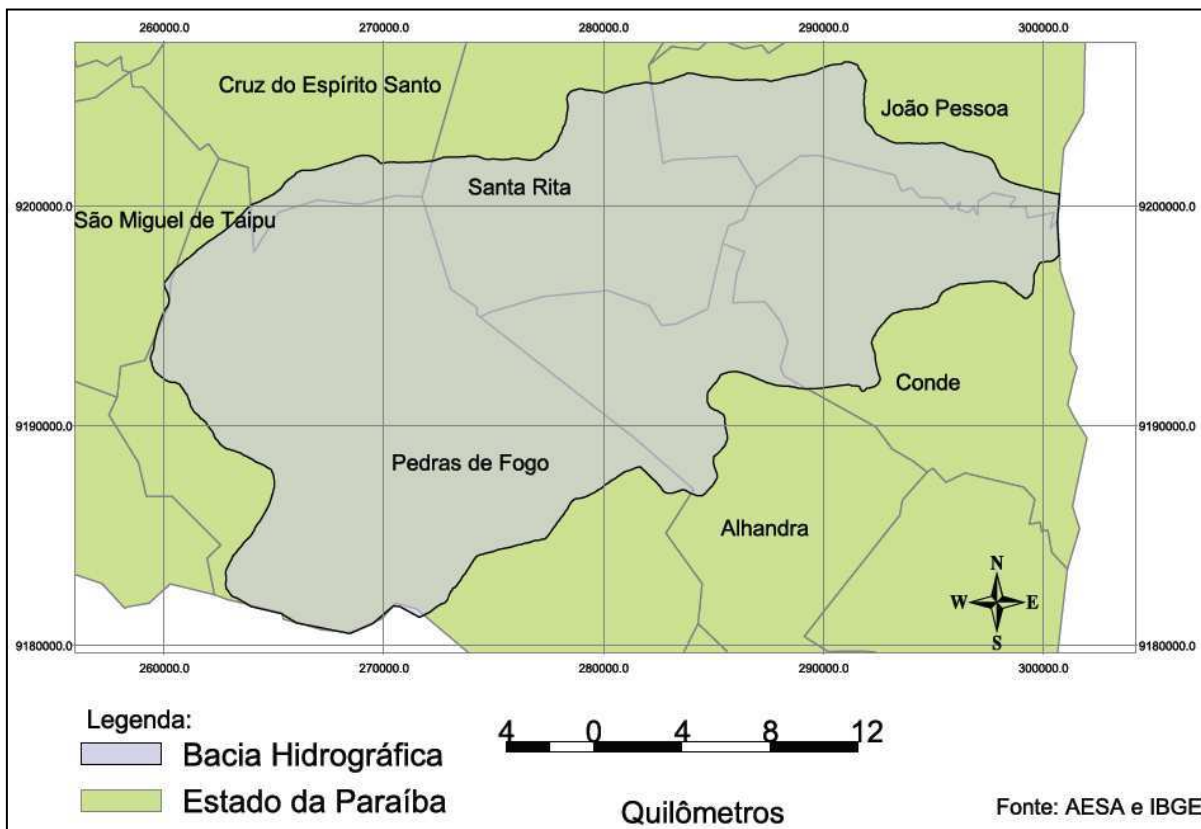 260000.0 270000.0 280000.0 290000.0 300000.0
Cruz do Espírito Santo
João Pessoa
Santa Rita
9200000.0 9200000.0
São Miguel de Taipu
Conde
9190000.0 9190000.0
Pedras de Fogo
Alhandra
N
W E
S
9180000.0 9180000.0
260000.0 270000.0 280000.0 290000.0 300000.0
Legenda:
Bacia Hidrográfica
Estado da Paraíba
4 0 4 8 12
Quilômetros
Fonte: AESA e IBGE